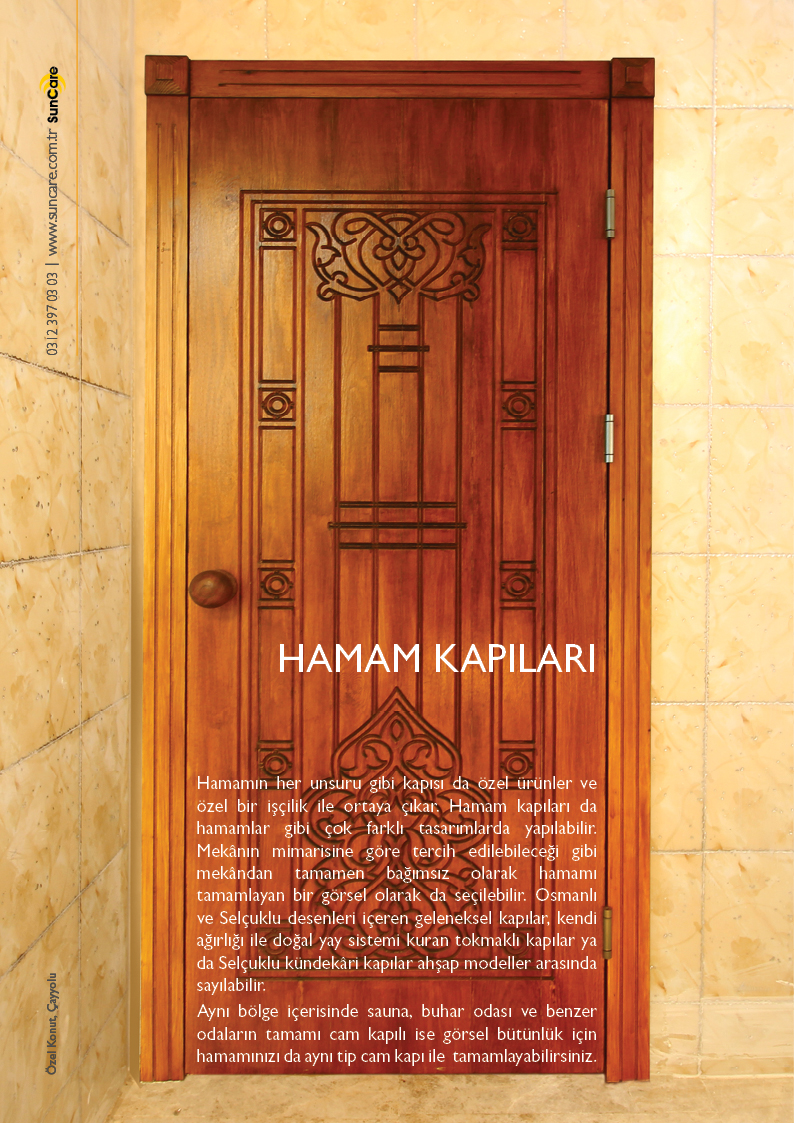 03|2 397 03 03 | www.suncare.com.tr SunCare
HAMAM KAPILARI
Hamamın her unsuru gibi kapısı da özel ürünler ve
özel bir işçilik ile ortaya çıkar. Hamam kapıları da
hamamlar gibi çok farklı tasarımlarda yapılabilir.
Mekânın mimarisine göre tercih edilebileceği gibi
mekândan tamamen bağımsız olarak hamamı
tamamlayan bir görsel olarak da seçilebilir. Osmanlı
ve Selçuklu desenleri içeren geleneksel kapılar, kendi
ağırlığı ile doğal yay sistemi kuran tokmaklı kapılar ya
da Selçuklu kündekâri kapılar ahşap modeller arasında
sayılabilir.
Aynı bölge içerisinde sauna, buhar odası ve benzer
odaların tamamı cam kapılı ise görsel bütünlük için
hamamınızı da aynı tip cam kapı ile tamamlayabilirsiniz.
Özel Konut, Çayyolu